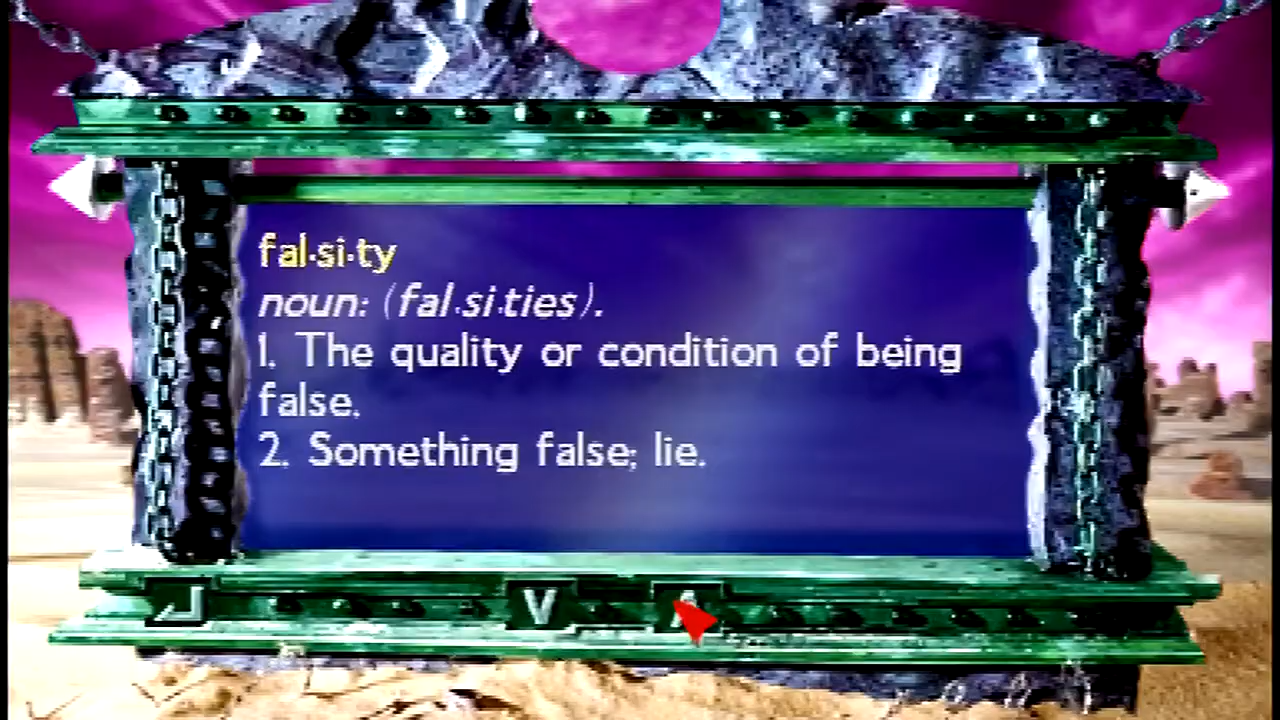 fal·si·ty
noun: (fal·si·ties).
1. The quality or condition of being
false.
2. Something false; lie.
V